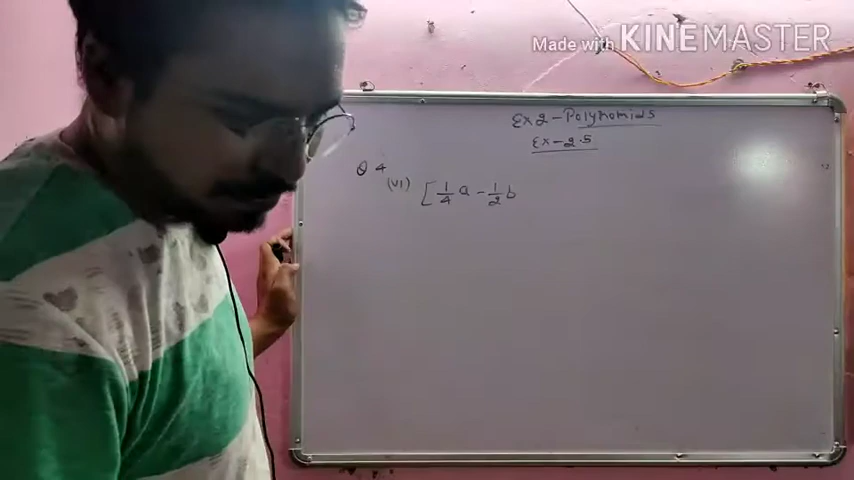 Made with KINEMASTER
Ex 2 - Polynomials
Ex - 2.5
Q 4
(VI) [ 1/4 a - 1/2 b